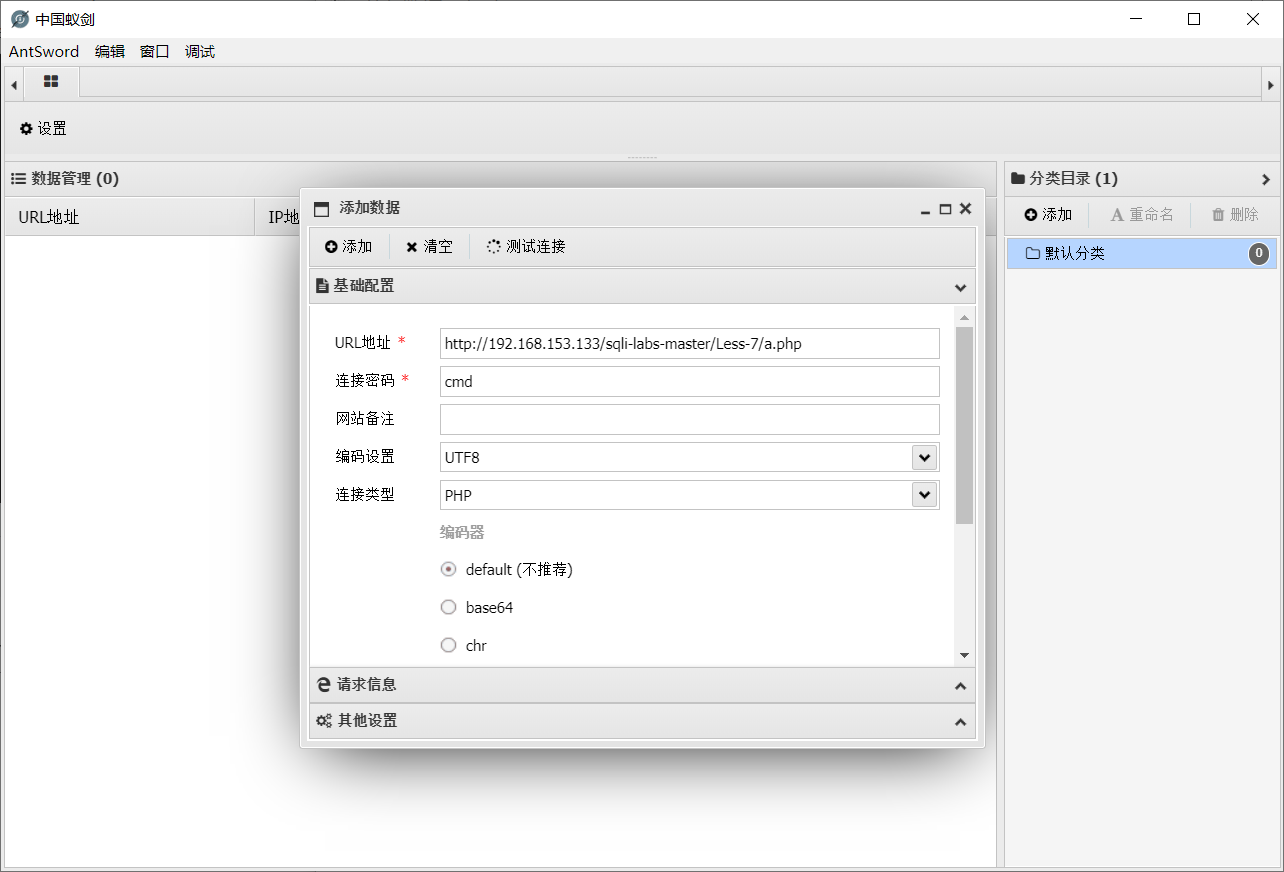 中国蚁剑
AntSword 编辑 窗口 调试
设置
数据管理 (0)
分类目录 (1)
URL地址
IP地
添加 重命名 删除
默认分类 0
添加数据
添加 清空 测试连接
基础配置
URL地址 * http://192.168.153.133/sqli-labs-master/Less-7/a.php
连接密码 * cmd
网站备注
编码设置 UTF8
连接类型 PHP
编码器
default (不推荐)
base64
chr
请求信息
其他设置